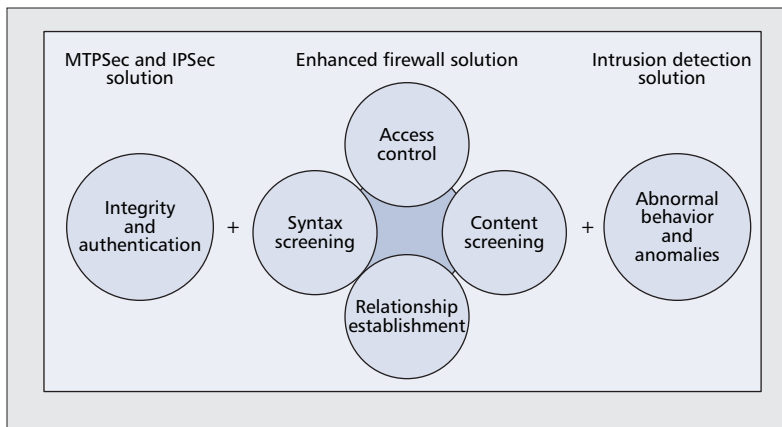 MTPSec and IPSec
solution
Enhanced firewall solution
Intrusion detection
solution
Access
control
Integrity
and
authentication
+
Syntax
screening
Content
screening
+
Abnormal
behavior
and
anomalies
Relationship
establishment